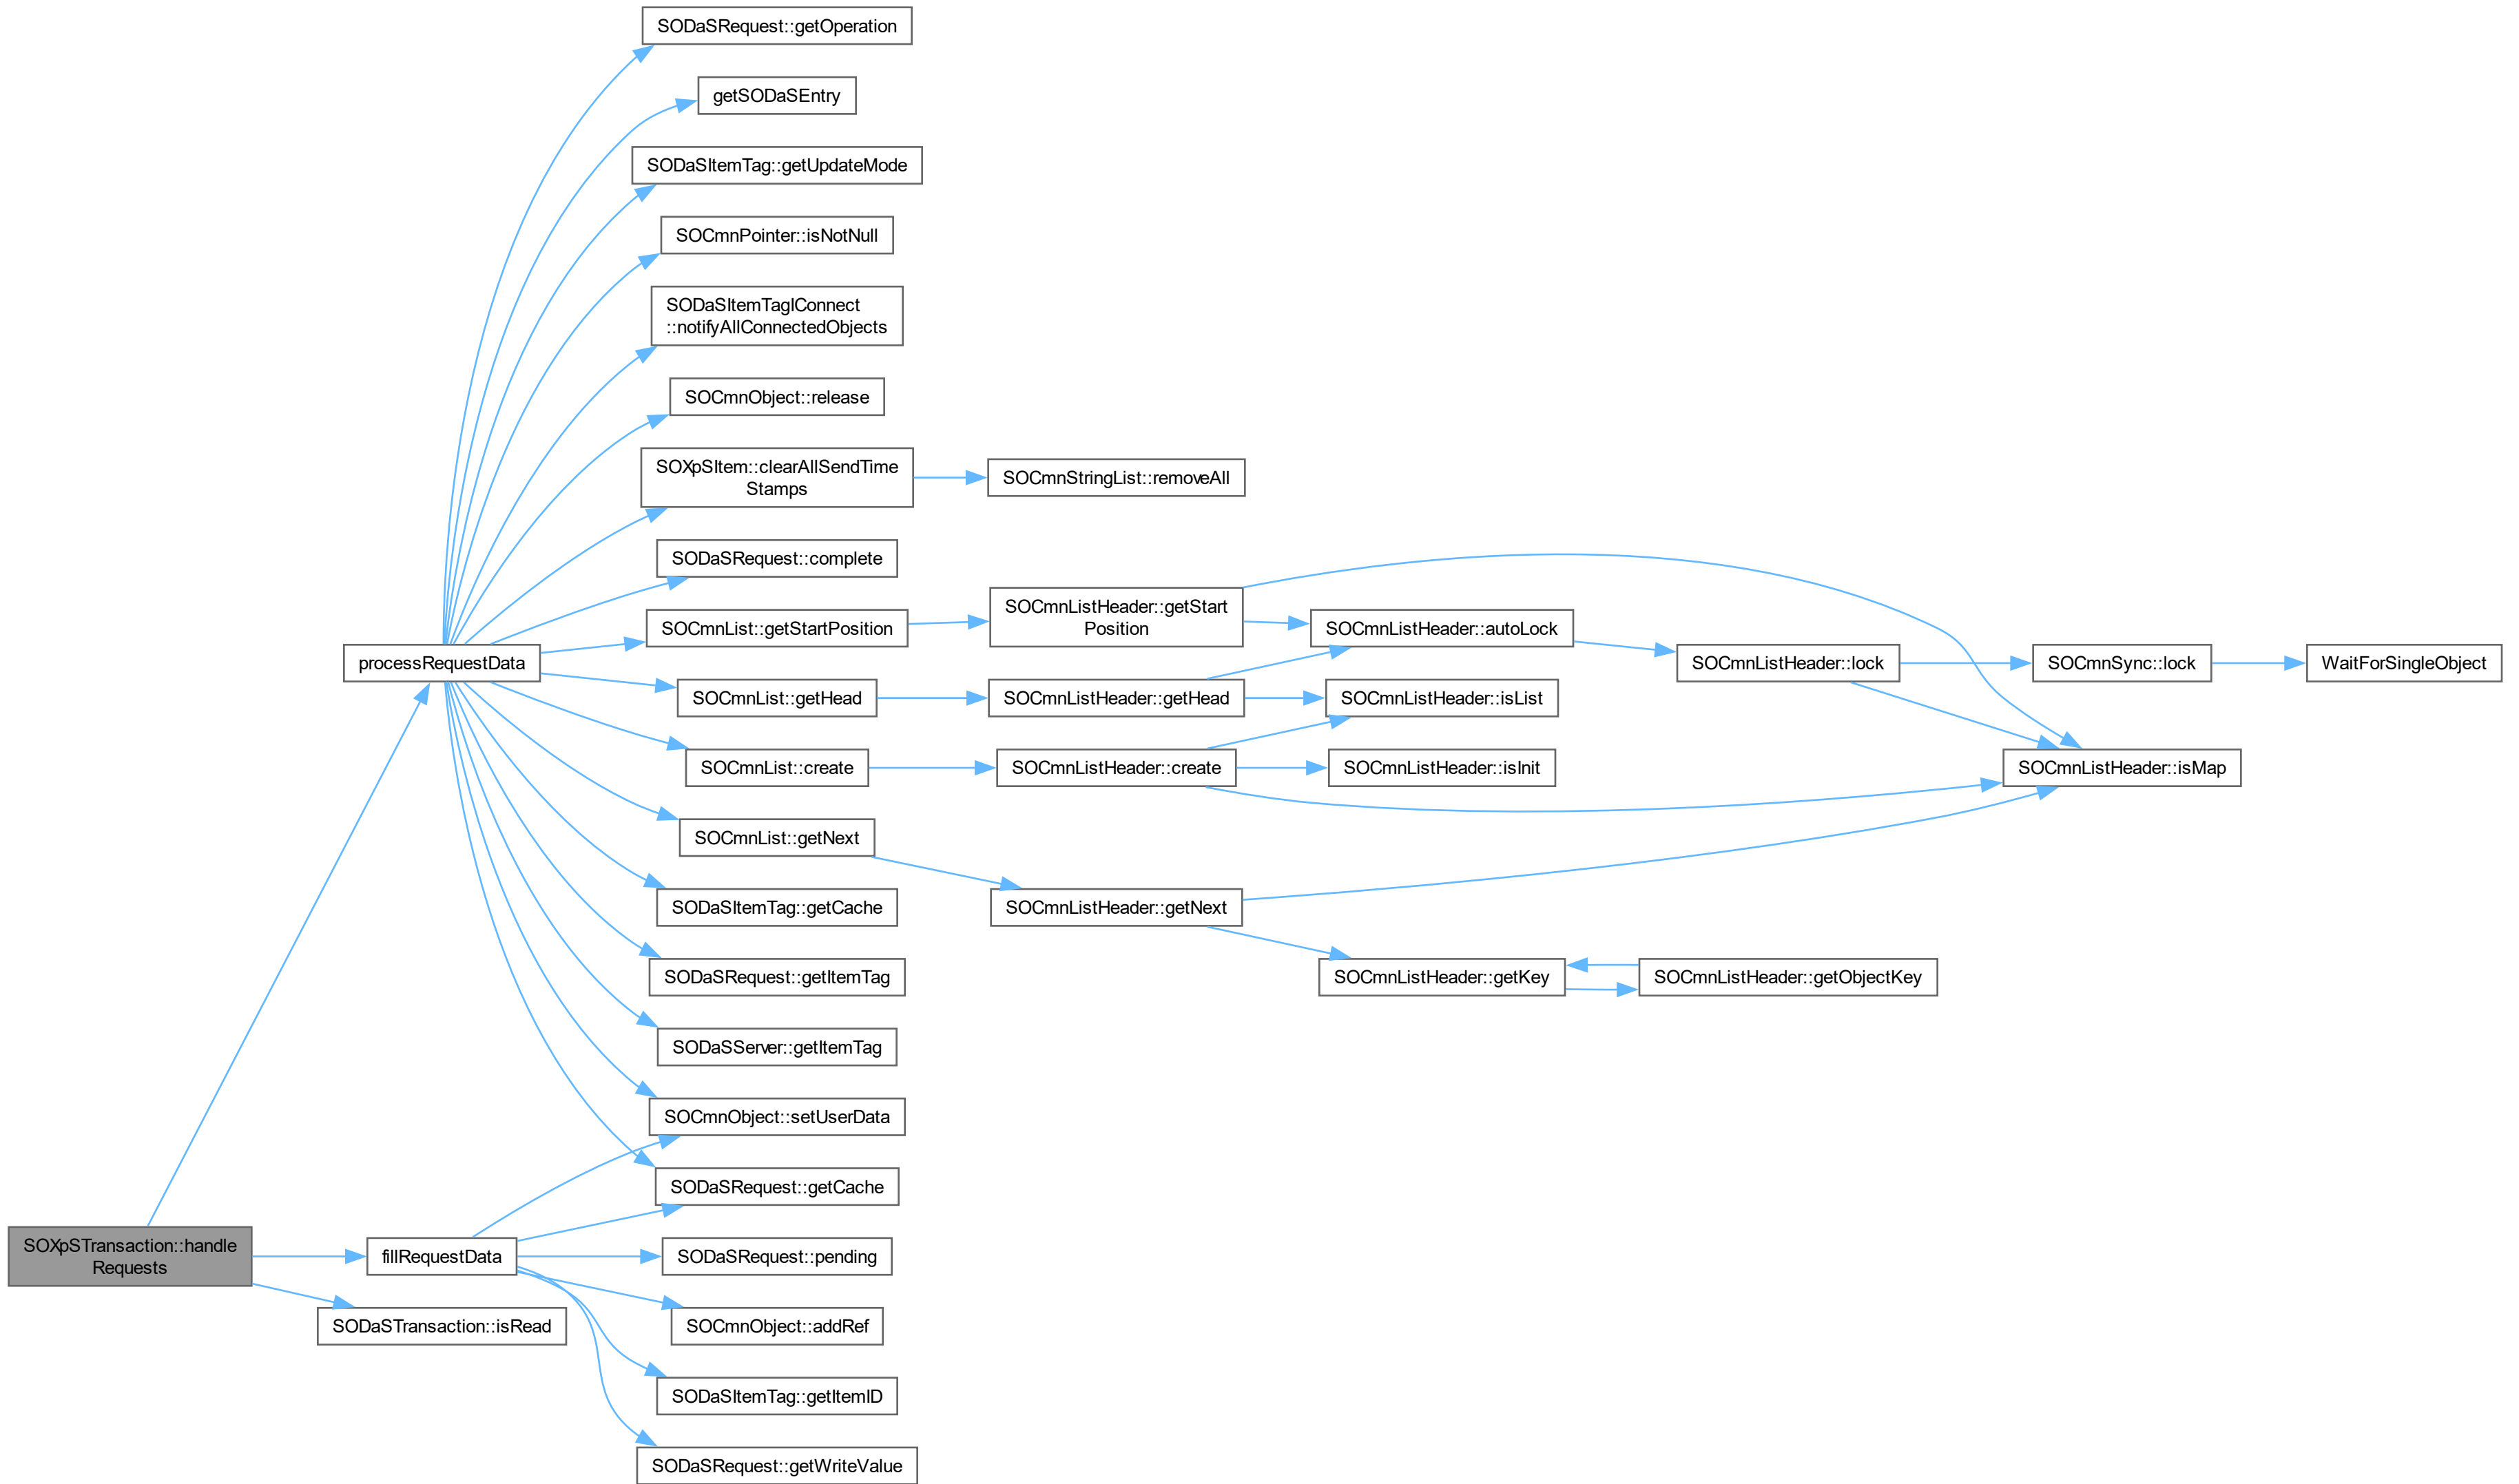 SODaSRequest::getOperation
getSODaSEntry
SODaSItemTag::getUpdateMode
SOCmnPointer::isNotNull
SODaSItemTagIConnect
::notifyAllConnectedObjects
SOCmnObject::release
SOXpSItem::clearAllSendTime
Stamps
SOCmnStringList::removeAll
SODaSRequest::complete
processRequestData
SOCmnList::getStartPosition
SOCmnListHeader::getStart
Position
SOCmnListHeader::autoLock
SOCmnListHeader::lock
SOCmnSync::lock
WaitForSingleObject
SOCmnList::getHead
SOCmnListHeader::getHead
SOCmnListHeader::isList
SOCmnList::create
SOCmnListHeader::create
SOCmnListHeader::isInit
SOCmnListHeader::isMap
SOCmnList::getNext
SODaSItemTag::getCache
SOCmnListHeader::getNext
SODaSRequest::getItemTag
SOCmnListHeader::getKey
SOCmnListHeader::getObjectKey
SODaSServer::getItemTag
SOCmnObject::setUserData
SODaSRequest::getCache
SOXpSTransaction::handle
Requests
fillRequestData
SODaSRequest::pending
SODaSTransaction::isRead
SOCmnObject::addRef
SODaSItemTag::getItemID
SODaSRequest::getWriteValue